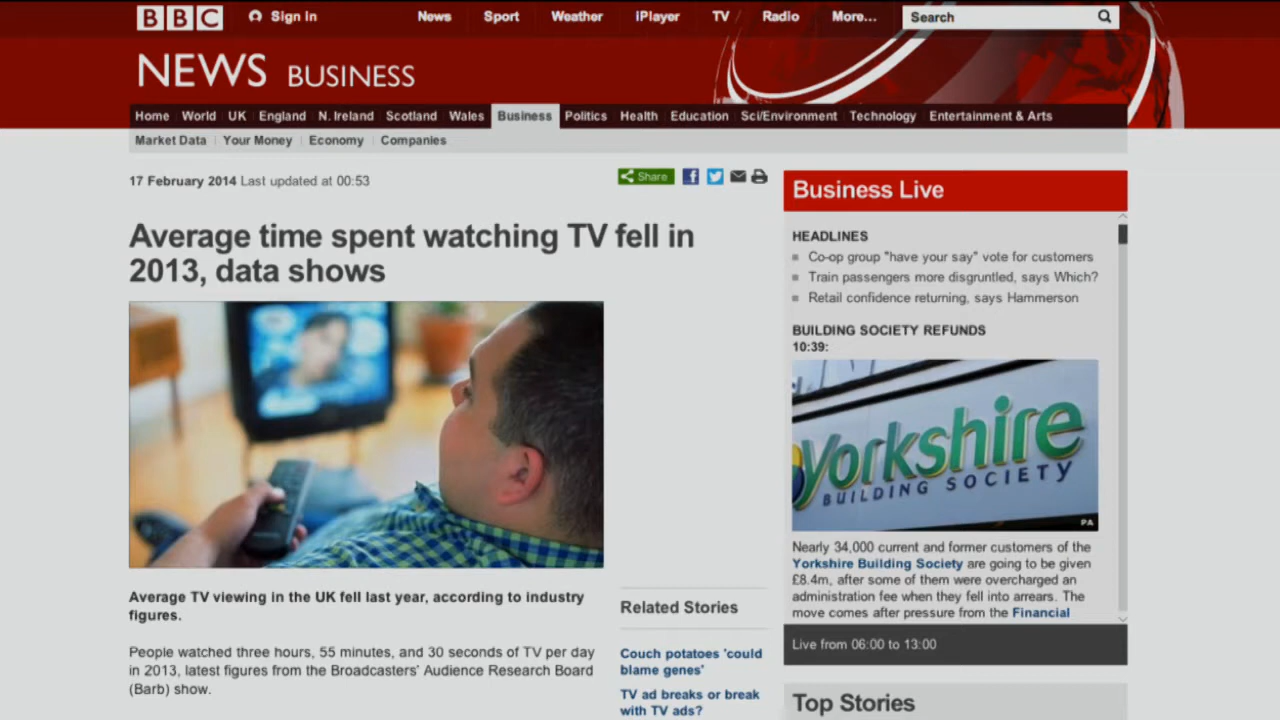 BBC Sign in News Sport Weather iPlayer TV Radio More... Search
NEWS BUSINESS
Home World UK England N. Ireland Scotland Wales Business Politics Health Education Sci/Environment Technology Entertainment & Arts
Market Data Your Money Economy Companies
17 February 2014 Last updated at 00:53
Share
Average time spent watching TV fell in
2013, data shows
Average TV viewing in the UK fell last year, according to industry
figures.
People watched three hours, 55 minutes, and 30 seconds of TV per day
in 2013, latest figures from the Broadcasters' Audience Research Board
(Barb) show.
Related Stories
Couch potatoes 'could
blame genes'
TV ad breaks or break
with TV ads?
Business Live
HEADLINES
Co-op group "have your say" vote for customers
Train passengers more disgruntled, says Which?
Retail confidence returning, says Hammerson
BUILDING SOCIETY REFUNDS
10:39:
Yorkshire
BUILDING SOCIETY
PA
Nearly 34,000 current and former customers of the
Yorkshire Building Society are going to be given
£8.4m, after some of them were overcharged an
administration fee when they fell into arrears. The
move comes after pressure from the Financial
Live from 06:00 to 13:00
Top Stories